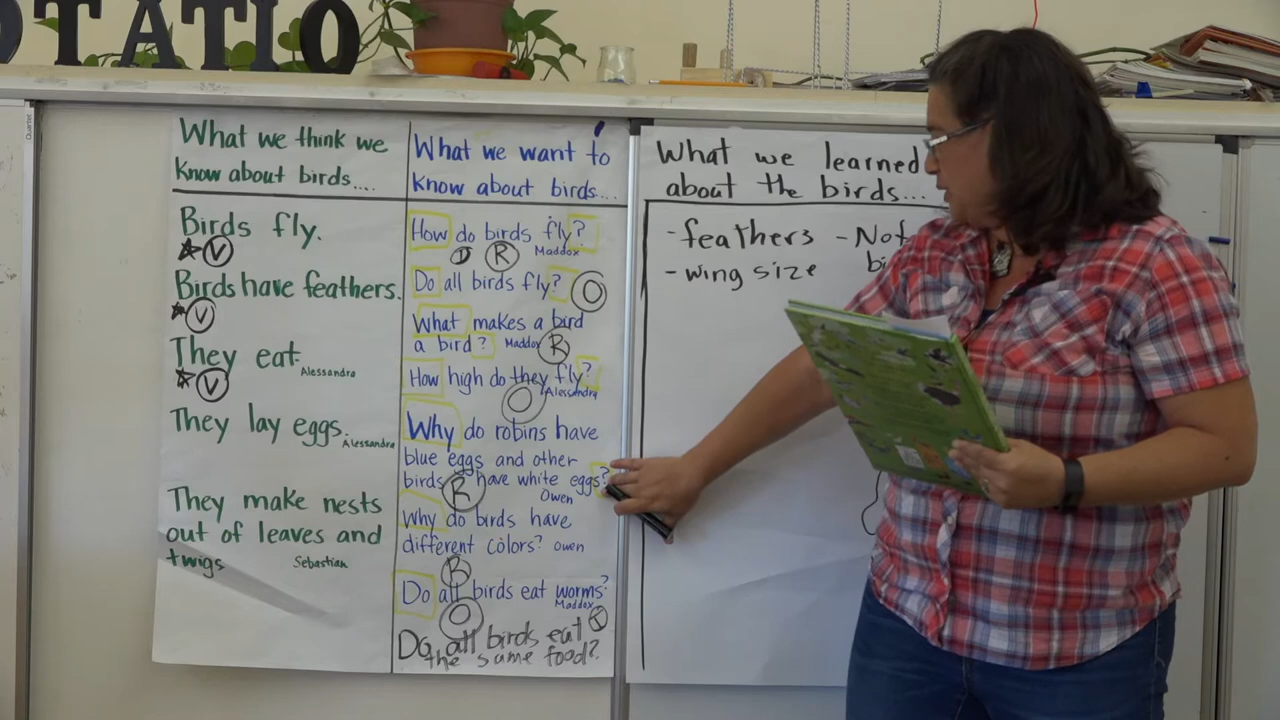 OTATIO
Quartet
What we think we
know about birds....
Birds fly.
V
Birds have feathers.
V
They eat.
Alessandra
V
They lay eggs.
Alessandra
They make nests
out of leaves and
twigs
Sebastian
What we want to
know about birds...
How do birds fly?
D R Maddox
Do all birds fly? O
What makes a bird
a bird? Maddox R
How high do they fly?
O Alessandra
Why do robins have
blue eggs and other
birds have white eggs?
R Owen
Why do birds have
different colors? Owen
R
Do all birds eat worms?
Maddox
O R
Do all birds eat
the same food?
What we learned
about the birds...
- feathers - Not
- wing size bi